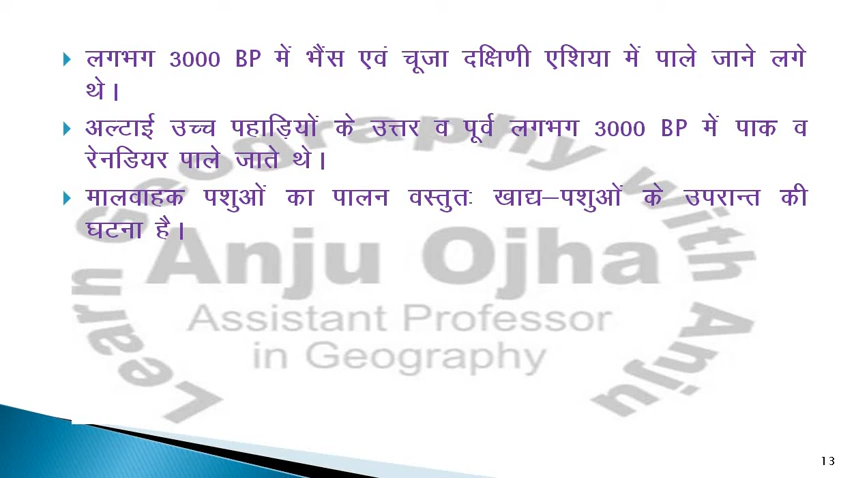 लगभग 3000 BP में भैंस एवं चूजा दक्षिणी एशिया में पाले जाने लगे
थे।
अल्टाई उच्च पहाड़ियों के उत्तर व पूर्व लगभग 3000 BP में पाक व
रेनडियर पाले जाते थे।
मालवाहक पशुओं का पालन वस्तुतः खाद्य–पशुओं के उपरान्त की
घटना है।
Learn Geography with Anju
Anju Ojha
Assistant Professor
in Geography
13